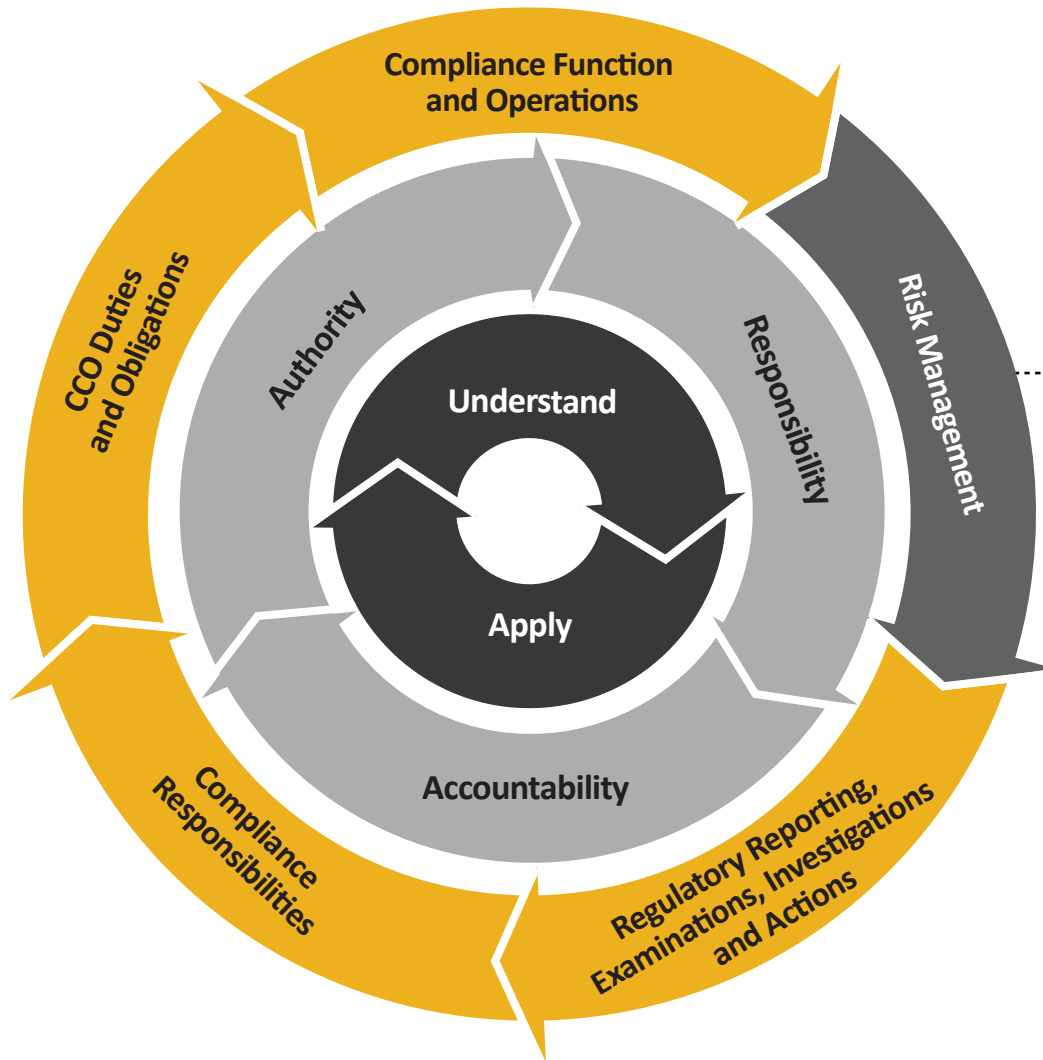 Compliance Function
and Operations
Risk Management
Regulatory Reporting,
Examinations, Investigations
and Actions
Compliance
Responsibilities
CCO Duties
and Obligations
Authority
Responsibility
Accountability
Understand
Apply